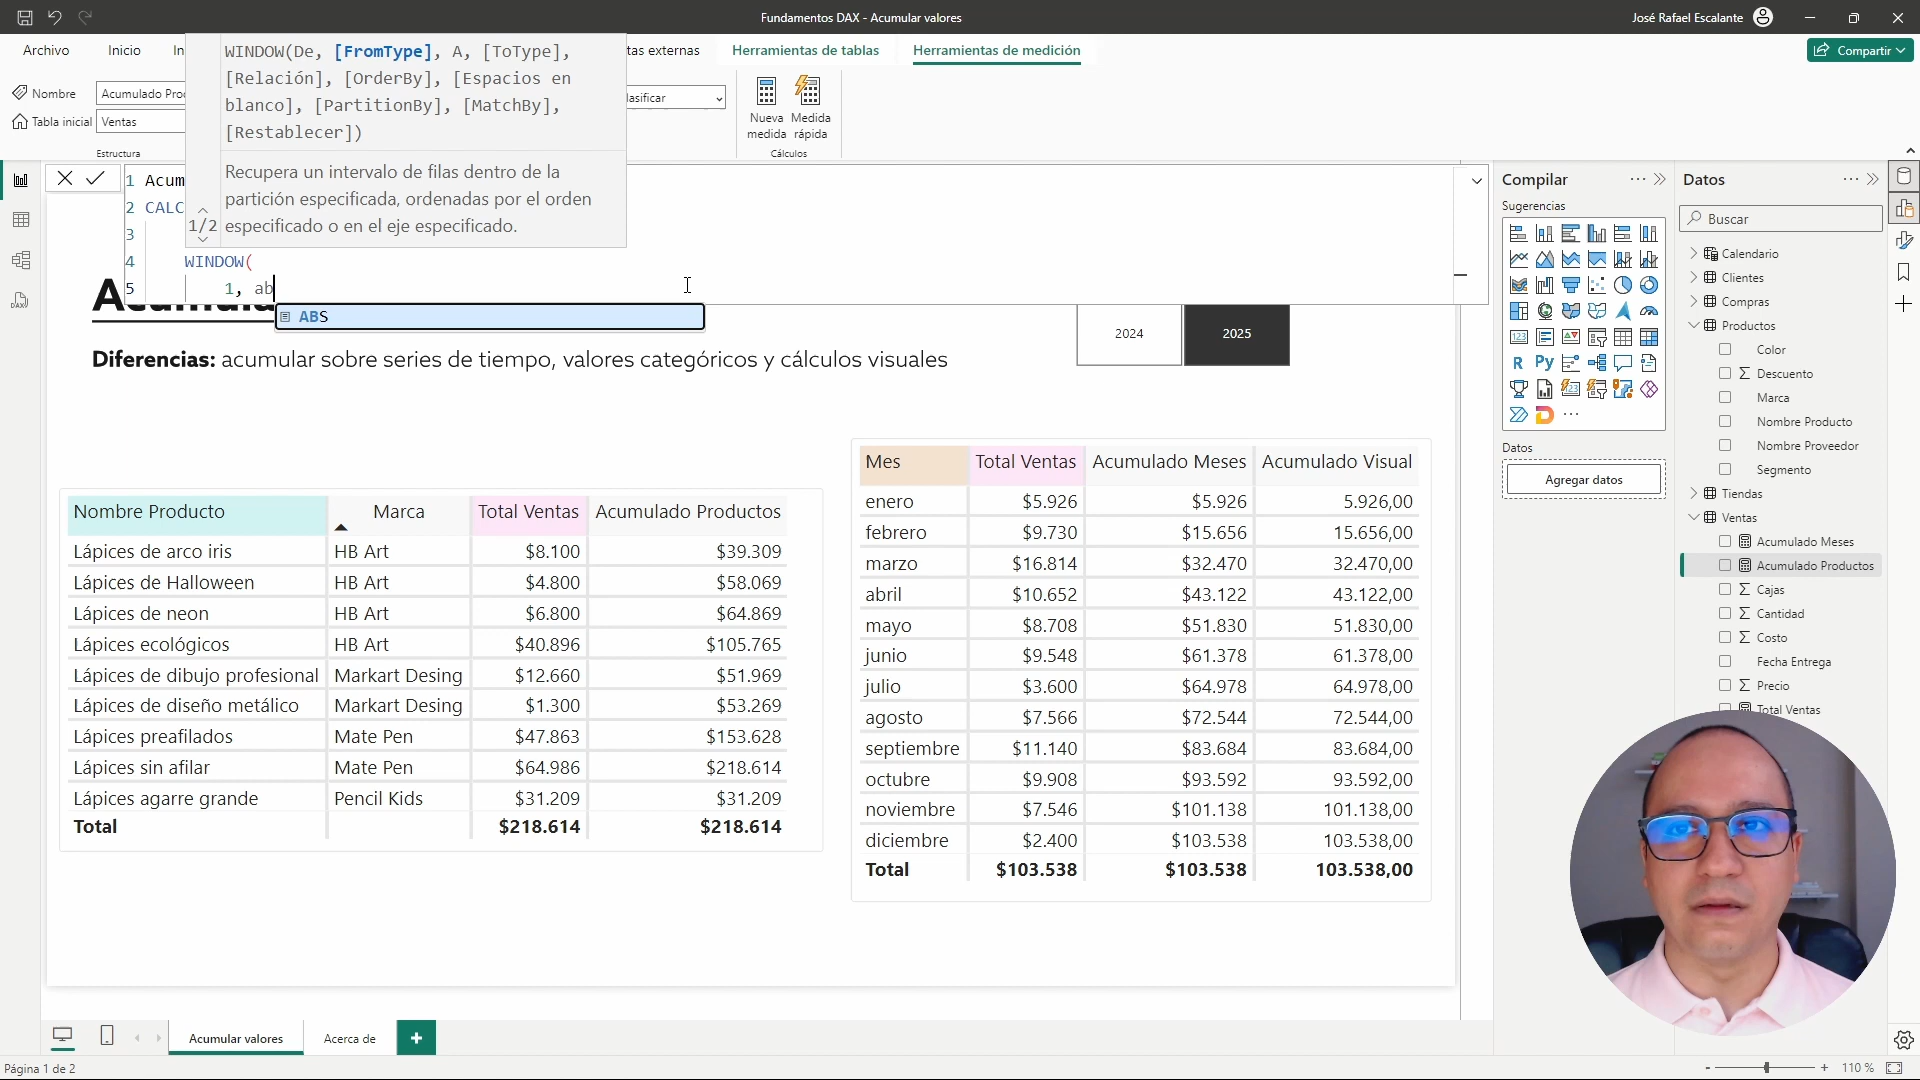 Fundamentos DAX - Acumular valores
José Rafael Escalante
Archivo
Inicio
In
tas externas
Herramientas de tablas
Herramientas de medición
Compartir
WINDOW(De, [FromType], A, [ToType],
[Relación], [OrderBy], [Espacios en
blanco], [PartitionBy], [MatchBy],
[Restablecer])
Recupera un intervalo de filas dentro de la
partición especificada, ordenadas por el orden
especificado o en el eje especificado.
1/2
Nombre
Acumulado Proc
Tabla inicial
Ventas
Estructura
lasificar
Nueva
medida
Medida
rápida
Cálculos
1 Acum
2 CALC
3
4 WINDOW(
5 1, ab
ABS
Diferencias: acumular sobre series de tiempo, valores categóricos y cálculos visuales
2024
2025
Nombre Producto Marca Total Ventas Acumulado Productos
Lápices de arco iris HB Art $8.100 $39.309
Lápices de Halloween HB Art $4.800 $58.069
Lápices de neon HB Art $6.800 $64.869
Lápices ecológicos HB Art $40.896 $105.765
Lápices de dibujo profesional Markart Desing $12.660 $51.969
Lápices de diseño metálico Markart Desing $1.300 $53.269
Lápices preafilados Mate Pen $47.863 $153.628
Lápices sin afilar Mate Pen $64.986 $218.614
Lápices agarre grande Pencil Kids $31.209 $31.209
Total $218.614 $218.614
Mes Total Ventas Acumulado Meses Acumulado Visual
enero $5.926 $5.926 5.926,00
febrero $9.730 $15.656 15.656,00
marzo $16.814 $32.470 32.470,00
abril $10.652 $43.122 43.122,00
mayo $8.708 $51.830 51.830,00
junio $9.548 $61.378 61.378,00
julio $3.600 $64.978 64.978,00
agosto $7.566 $72.544 72.544,00
septiembre $11.140 $83.684 83.684,00
octubre $9.908 $93.592 93.592,00
noviembre $7.546 $101.138 101.138,00
diciembre $2.400 $103.538 103.538,00
Total $103.538 $103.538 103.538,00
Compilar
Sugerencias
R Py
123
Datos
Agregar datos
Datos
Buscar
Calendario
Clientes
Compras
Productos
Color
Descuento
Marca
Nombre Producto
Nombre Proveedor
Segmento
Tiendas
Ventas
Acumulado Meses
Acumulado Productos
Cajas
Cantidad
Costo
Fecha Entrega
Precio
Total Ventas
DAX
Acumular valores
Acerca de
Página 1 de 2
110 %